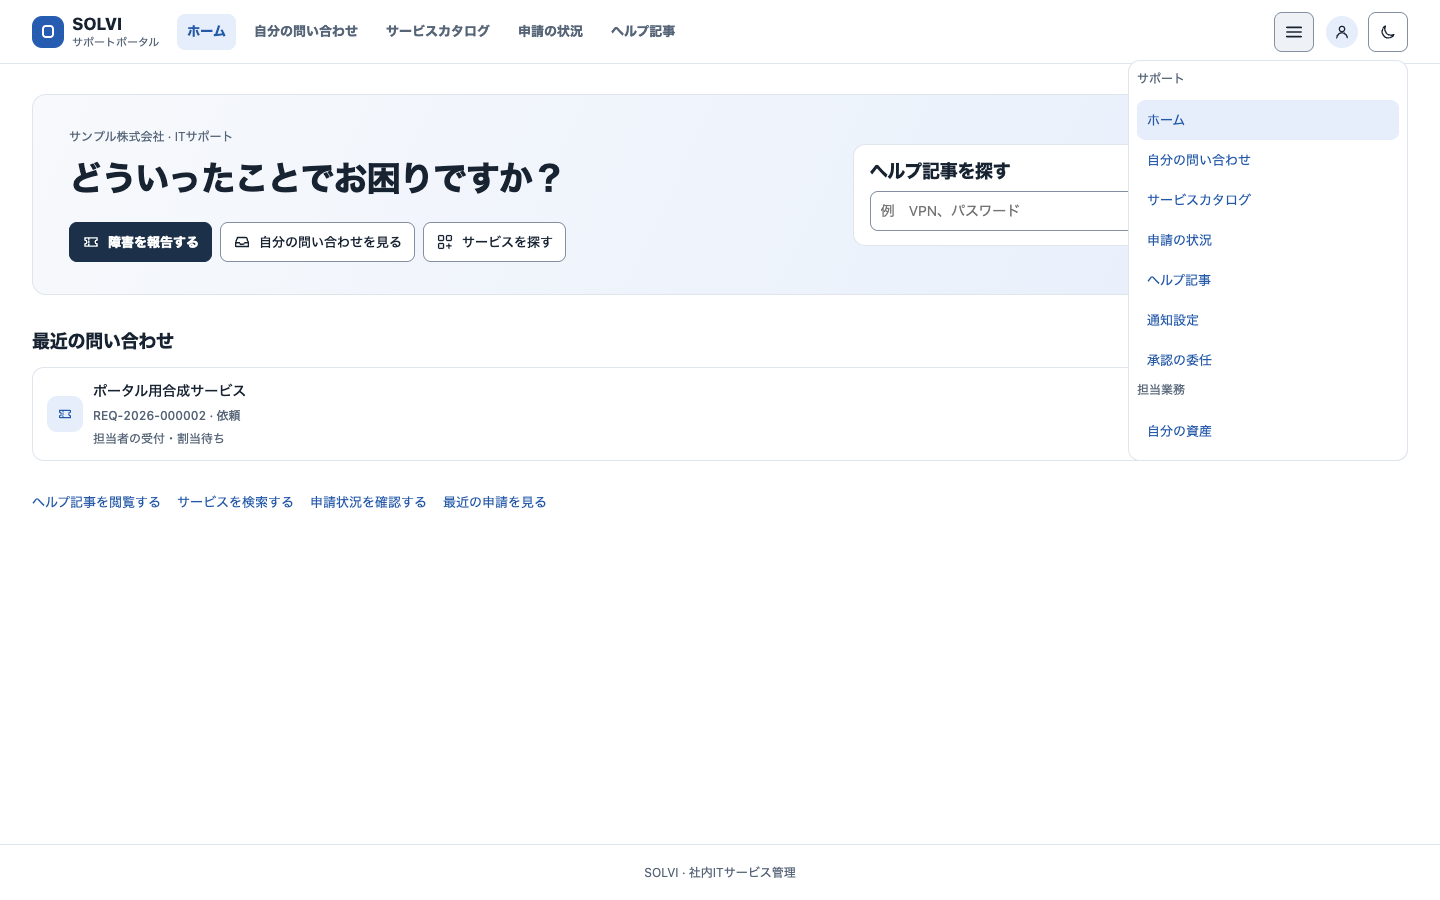 SOLVI
サポートポータル
ホーム
自分の問い合わせ
サービスカタログ
申請の状況
ヘルプ記事
サポート
ホーム
自分の問い合わせ
サービスカタログ
申請の状況
ヘルプ記事
通知設定
承認の委任
担当業務
自分の資産
サンプル株式会社 · ITサポート
どういったことでお困りですか？
障害を報告する
自分の問い合わせを見る
サービスを探す
ヘルプ記事を探す
例　VPN、パスワード
最近の問い合わせ
ポータル用合成サービス
REQ-2026-000002 · 依頼
担当者の受付・割当待ち
ヘルプ記事を閲覧する
サービスを検索する
申請状況を確認する
最近の申請を見る
SOLVI · 社内ITサービス管理